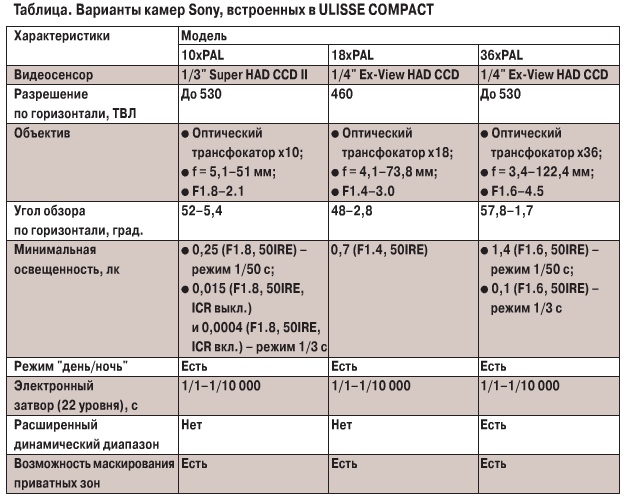 Таблица. Варианты камер Sony, встроенных в ULISSE COMPACT
Характеристики Модель
10xPAL 18xPAL 36xPAL
Видеосенсор 1/3" Super HAD CCD II 1/4" Ex-View HAD CCD 1/4" Ex-View HAD CCD
Разрешение До 530 460 До 530
по горизонтали, ТВЛ
Объектив ● Оптический ● Оптический ● Оптический
трансфокатор x10; трансфокатор x18; трансфокатор x36;
● f = 5,1–51 мм; ● f = 4,1–73,8 мм; ● f = 3,4–122,4 мм;
● F1.8–2.1 ● F1.4–3.0 ● F1.6–4.5
Угол обзора 52–5,4 48–2,8 57,8–1,7
по горизонтали, град.
Минимальная ● 0,25 (F1.8, 50IRE) – 0,7 (F1.4, 50IRE) ● 1,4 (F1.6, 50IRE) –
освещенность, лк режим 1/50 с; режим 1/50 с;
● 0,015 (F1.8, 50IRE, ● 0,1 (F1.6, 50IRE) –
ICR выкл.) режим 1/3 с
и 0,0004 (F1.8, 50IRE,
ICR вкл.) – режим 1/3 с
Режим "день/ночь" Есть Есть Есть
Электронный 1/1–1/10 000 1/1–1/10 000 1/1–1/10 000
затвор (22 уровня), с
Расширенный Нет Нет Есть
динамический диапазон
Возможность маскирования Есть Есть Есть
приватных зон